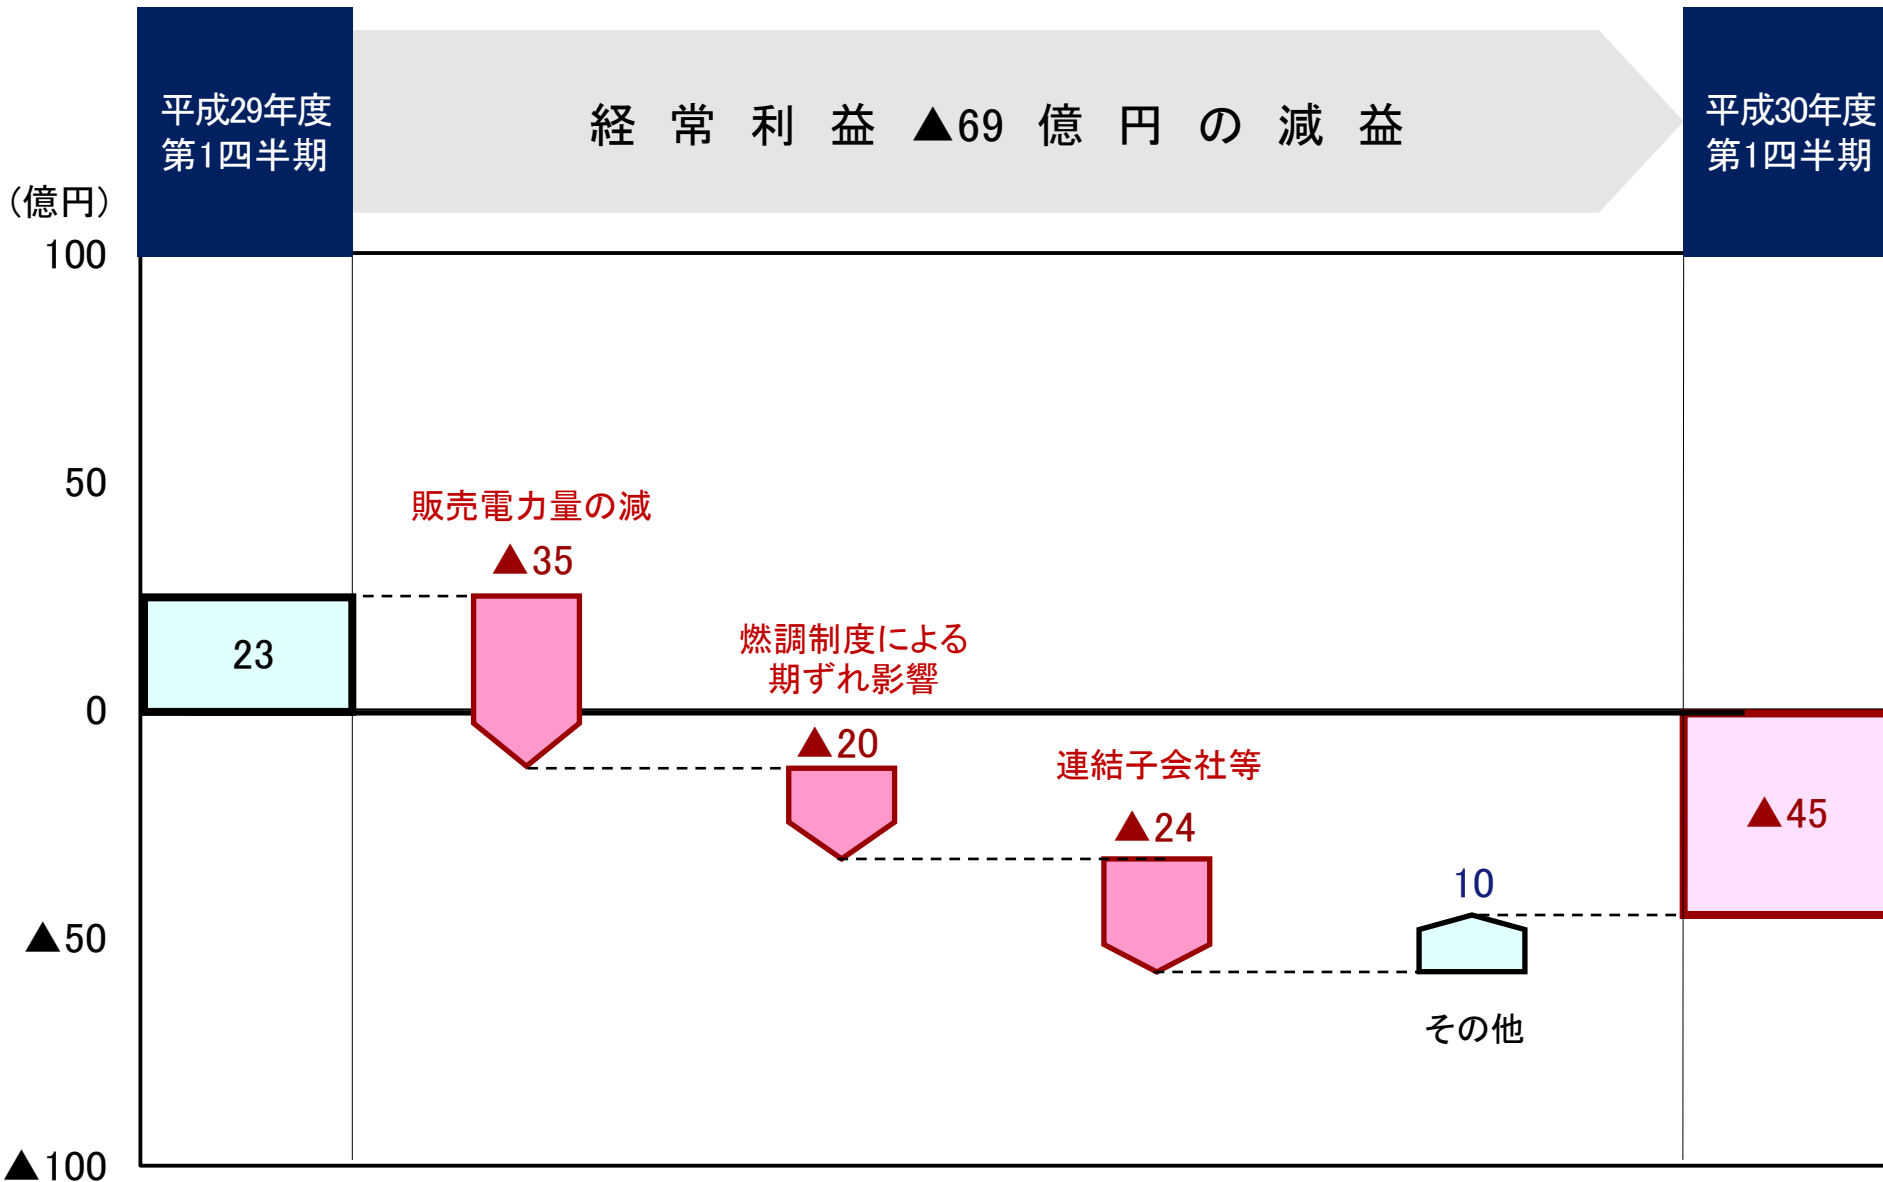 平成29年度
第1四半期
経常利益▲69億円の減益
平成30年度
第1四半期
(億円)
100
50
0
▲50
▲100
23
販売電力量の減
▲35
燃調制度による
期ずれ影響
▲20
連結子会社等
▲24
10
その他
▲45